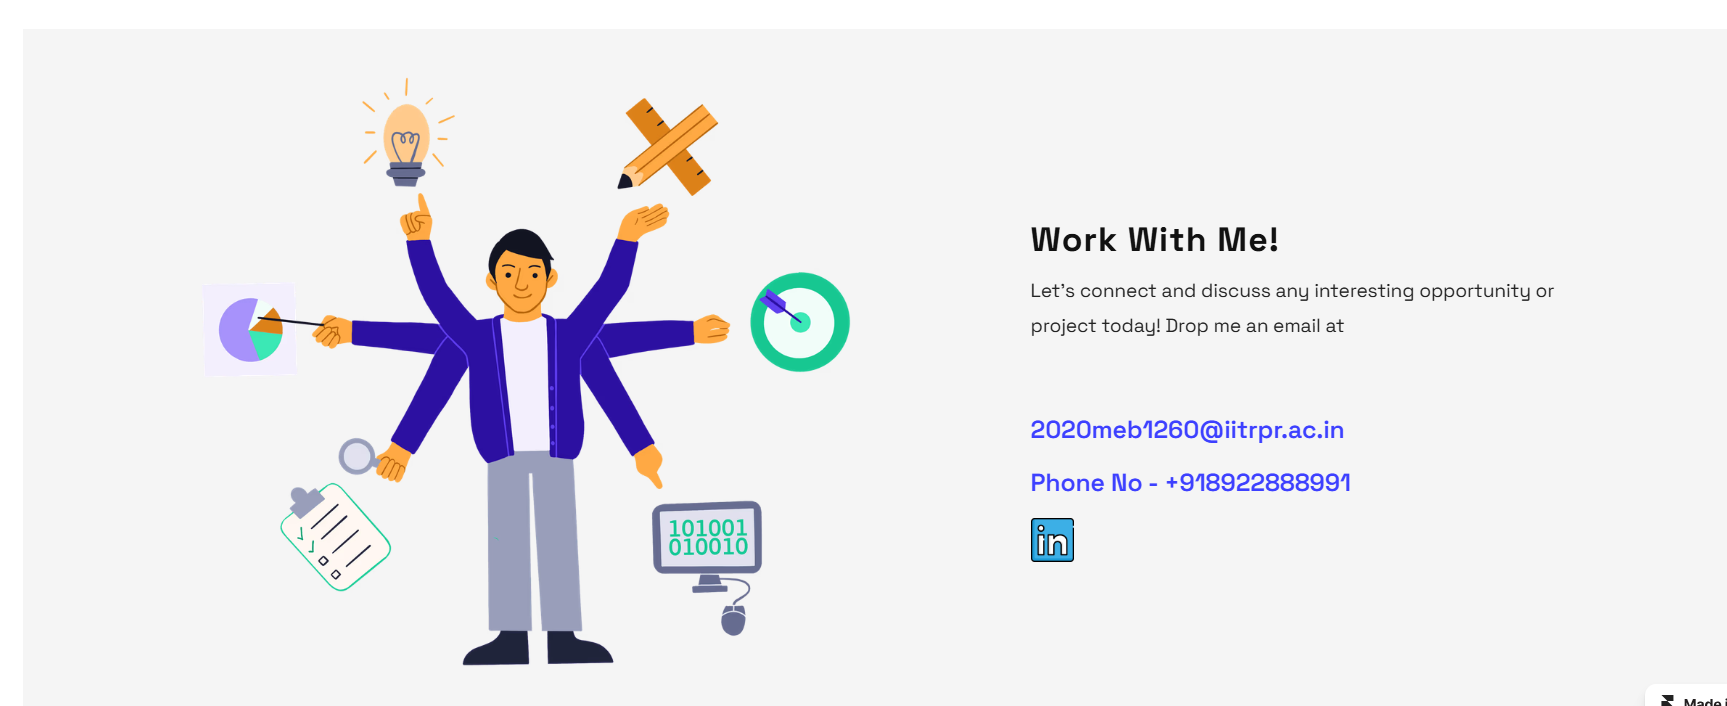 Work With Me!
Let's connect and discuss any interesting opportunity or
project today! Drop me an email at
2020meb1260@iitrpr.ac.in
Phone No - +918922888991
in
101001
010010
Made